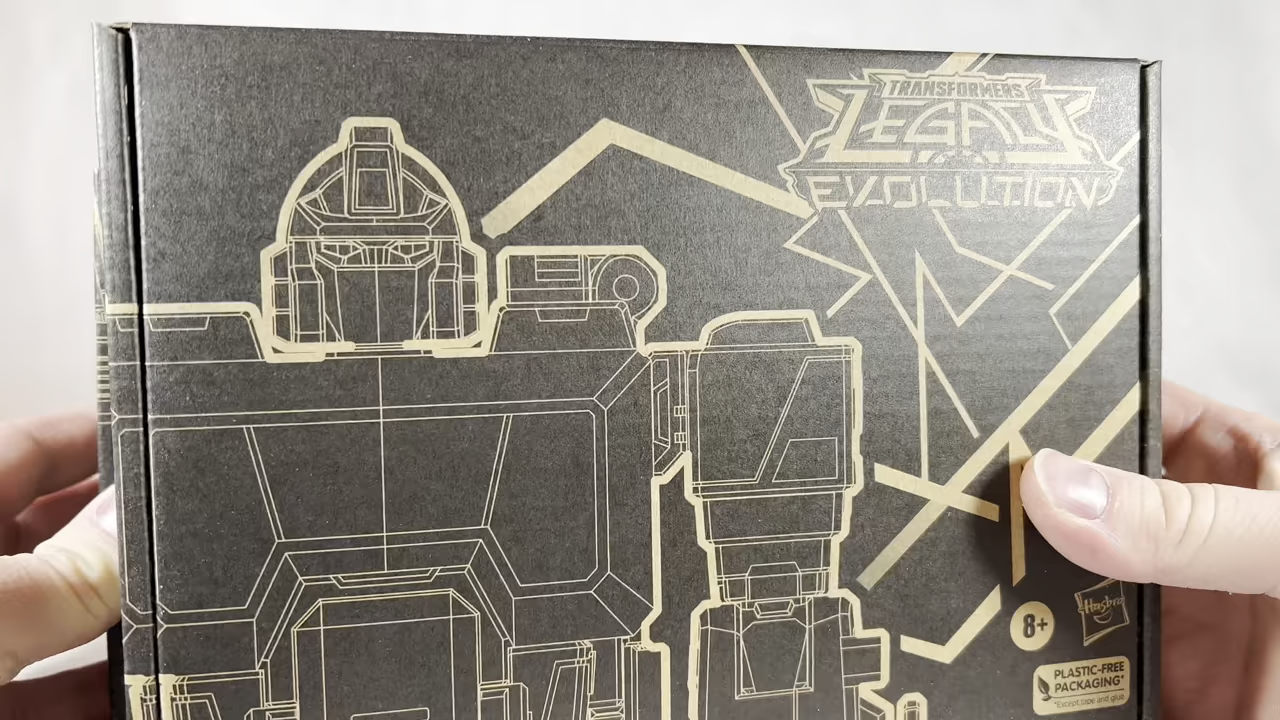 TRANSFORMERS
LEGACY
EVOLUTION
8+
Hasbro
PLASTIC-FREE
PACKAGING*
*Except tape and glue